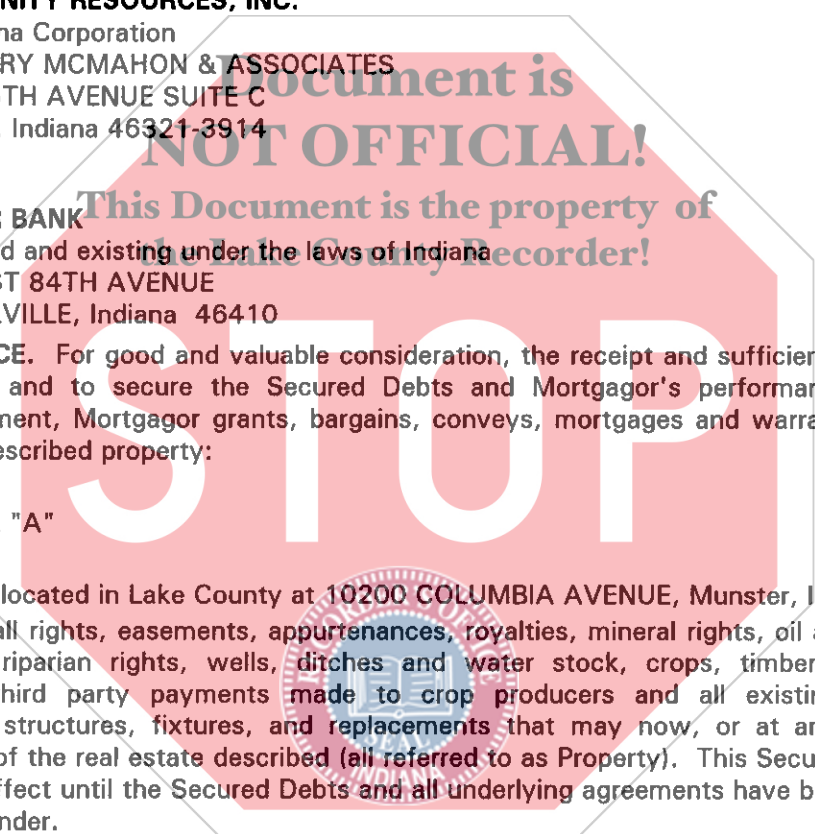 NITY RESOURCES, INC.
na Corporation
RY MCMAHON & ASSOCIATES
TH AVENUE SUITE C
Indiana 46321-3914
Document is
NOT OFFICIAL!
This Document is the property of
the Lake County Recorder!
BANK
d and existing under the laws of Indiana
ST 84TH AVENUE
VILLE, Indiana 46410
CE. For good and valuable consideration, the receipt and sufficien
and to secure the Secured Debts and Mortgagor's performan
ment, Mortgagor grants, bargains, conveys, mortgages and warra
escribed property:
STOP
"A"
located in Lake County at 10200 COLUMBIA AVENUE, Munster, I
all rights, easements, appurtenances, royalties, mineral rights, oil a
riparian rights, wells, ditches and water stock, crops, timber
third party payments made to crop producers and all existin
structures, fixtures, and replacements that may now, or at an
of the real estate described (all referred to as Property). This Secu
ffect until the Secured Debts and all underlying agreements have b
nder.
RECORDER'S OFFICE
SEAL
INDIANA